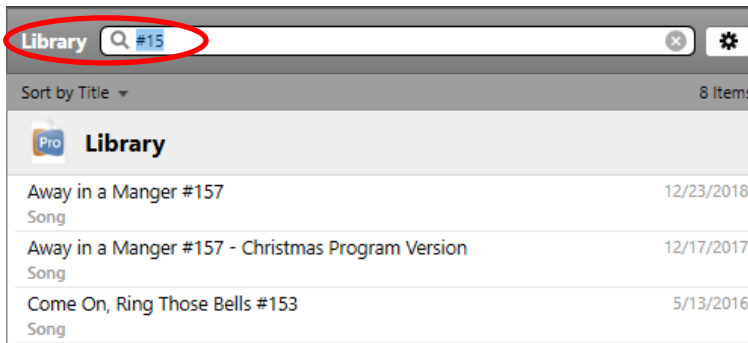 Library #15
Sort by Title 8 Items
Pro Library
Away in a Manger #157 12/23/2018
Song
Away in a Manger #157 - Christmas Program Version 12/17/2017
Song
Come On, Ring Those Bells #153 5/13/2016
Song